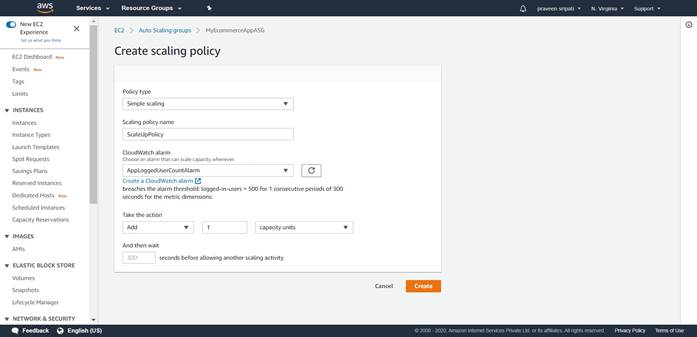 aws
Services
Resource Groups
praveen sripati
N. Virginia
Support
New EC2
Experience
Tell us what you think
EC2 Dashboard New
Events New
Tags
Limits
INSTANCES
Instances
Instance Types
Launch Templates
Spot Requests
Savings Plans
Reserved Instances
Dedicated Hosts New
Scheduled Instances
Capacity Reservations
IMAGES
AMIs
ELASTIC BLOCK STORE
Volumes
Snapshots
Lifecycle Manager
NETWORK & SECURITY
EC2 > Auto Scaling groups > MyEcommerceAppASG
Create scaling policy
Policy type
Simple scaling
Scaling policy name
ScaleUpPolicy
CloudWatch alarm
Choose an alarm that can scale capacity whenever:
AppLoggedUserCountAlarm
Create a CloudWatch alarm
breaches the alarm threshold: logged-in-users > 500 for 1 consecutive periods of 300
seconds for the metric dimensions:
Take the action
Add 1 capacity units
And then wait
300 seconds before allowing another scaling activity
Cancel Create
Feedback English (US)
© 2008 - 2020, Amazon Internet Services Private Ltd. or its affiliates. All rights reserved. Privacy Policy Terms of Use